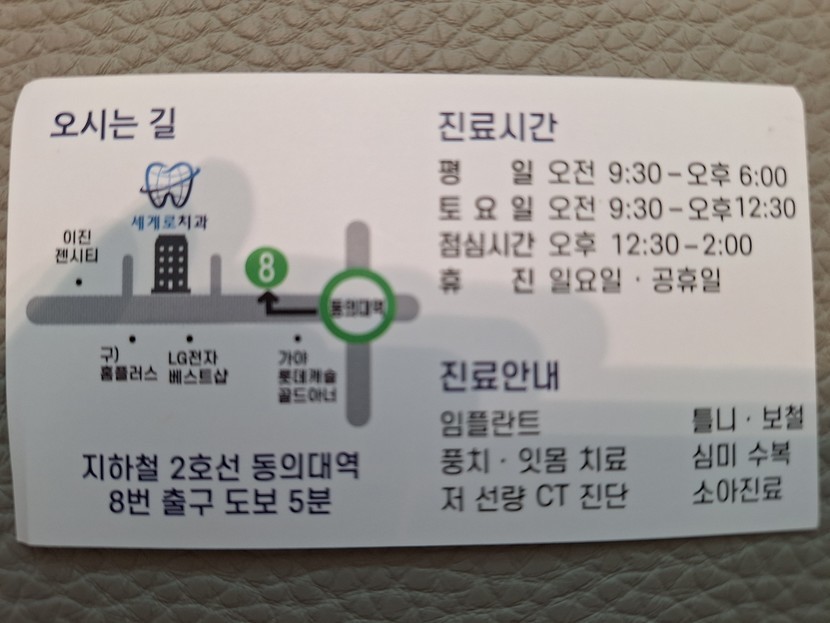 오시는 길
세계로치과
이진
젠시티
8
동의대역
구)
홈플러스
LG전자
베스트샵
가야
롯데캐슬
골드아너
지하철 2호선 동의대역
8번 출구 도보 5분
진료시간
평 일 오전 9:30-오후 6:00
토 요 일 오전 9:30-오후12:30
점심시간 오후 12:30-2:00
휴 진 일요일 · 공휴일
진료안내
임플란트 틀니 · 보철
풍치 · 잇몸 치료 심미 수복
저 선량 CT 진단 소아진료